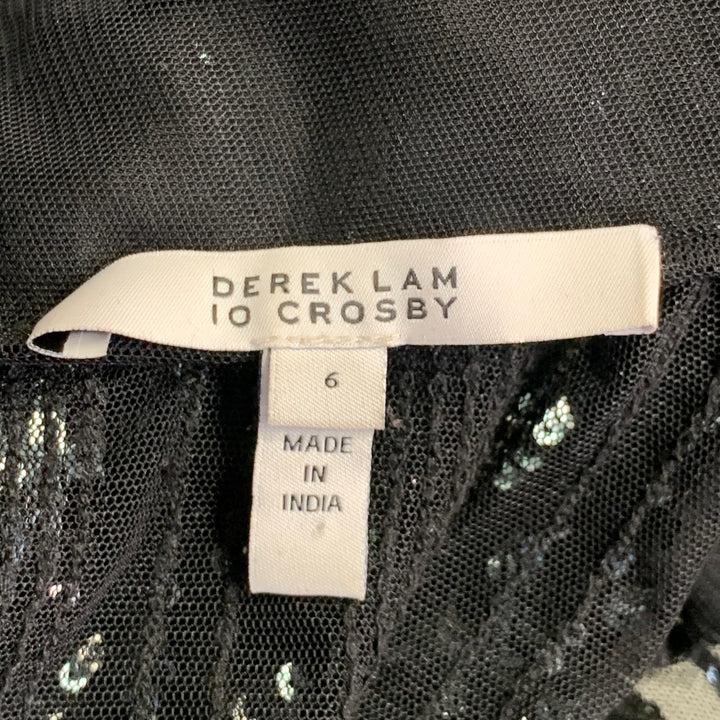 DEREK LAM
10 CROSBY
6
MADE
IN
INDIA